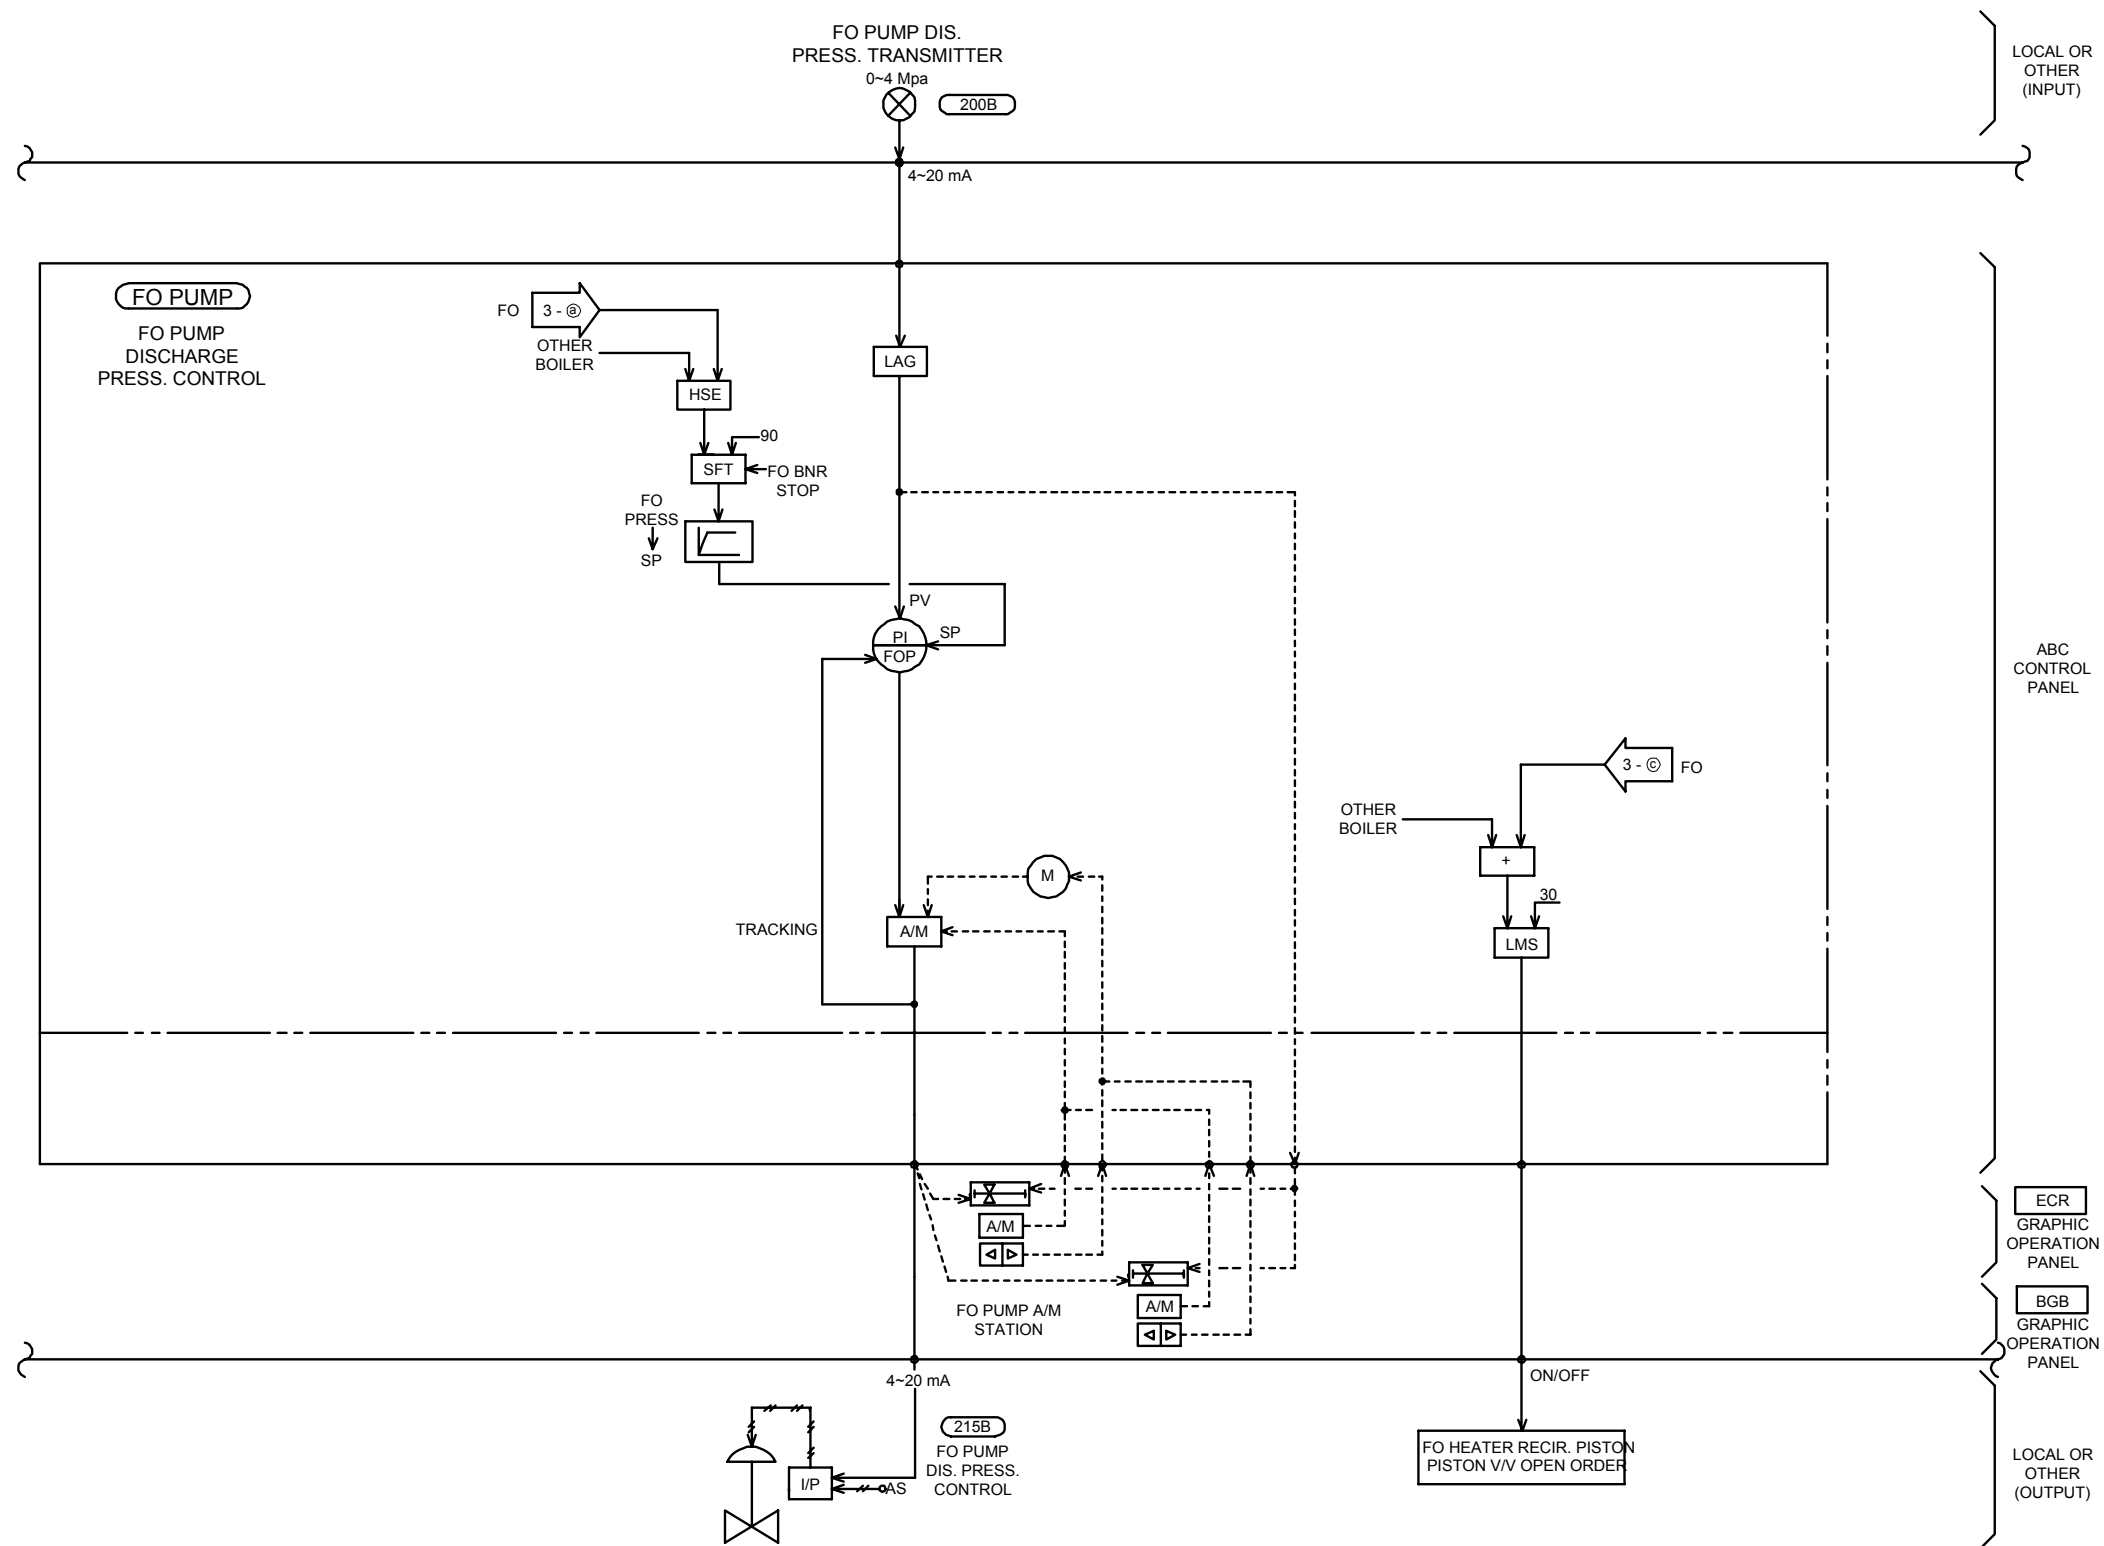 FO PUMP DIS.
PRESS. TRANSMITTER
0~4 Mpa
200B
4~20 mA
LOCAL OR
OTHER
(INPUT)
FO PUMP
FO PUMP
DISCHARGE
PRESS. CONTROL
FO
3 - ⓐ
OTHER
BOILER
HSE
90
SFT
FO BNR
STOP
FO
PRESS
SP
LAG
PV
PI
FOP
SP
ABC
CONTROL
PANEL
3 - ⓒ
FO
OTHER
BOILER
+
30
LMS
M
A/M
TRACKING
A/M
A/M
FO PUMP A/M
STATION
ECR
GRAPHIC
OPERATION
PANEL
BGB
GRAPHIC
OPERATION
PANEL
4~20 mA
ON/OFF
215B
FO PUMP
DIS. PRESS.
CONTROL
I/P
AS
FO HEATER RECIR. PISTON
PISTON V/V OPEN ORDER
LOCAL OR
OTHER
(OUTPUT)